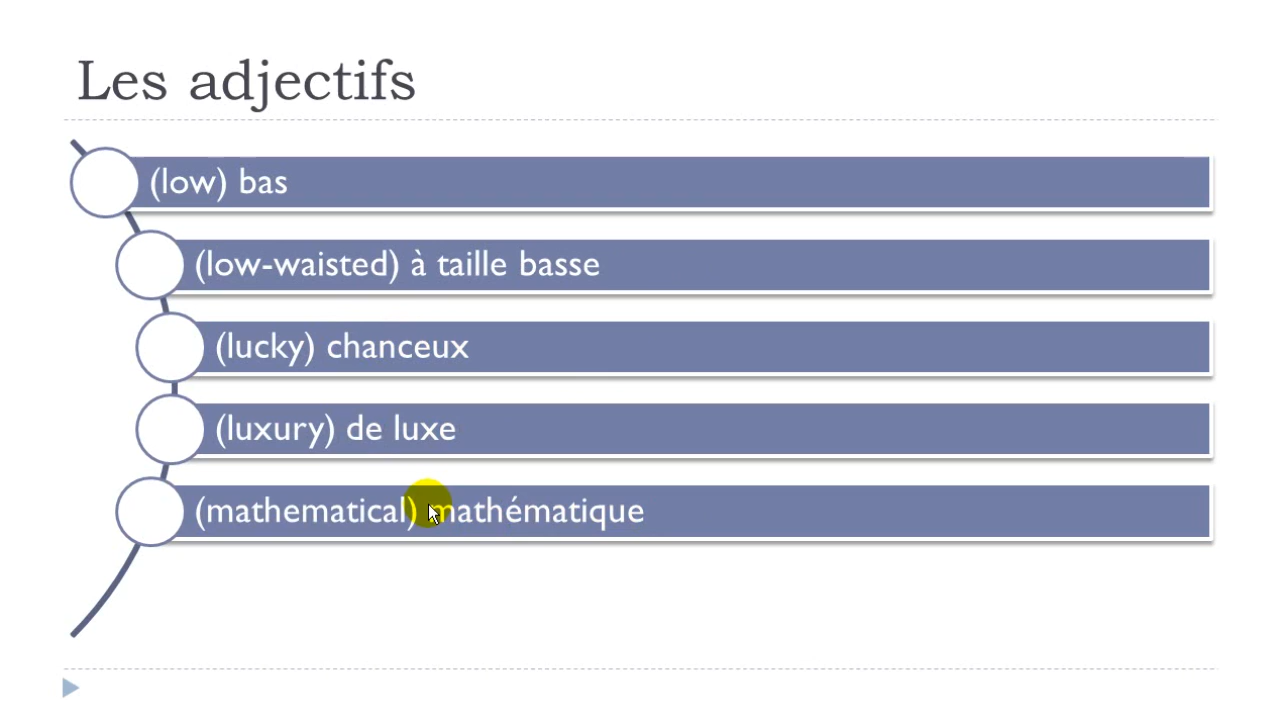 Les adjectifs
(low) bas
(low-waisted) à taille basse
(lucky) chanceux
(luxury) de luxe
(mathematical) mathématique